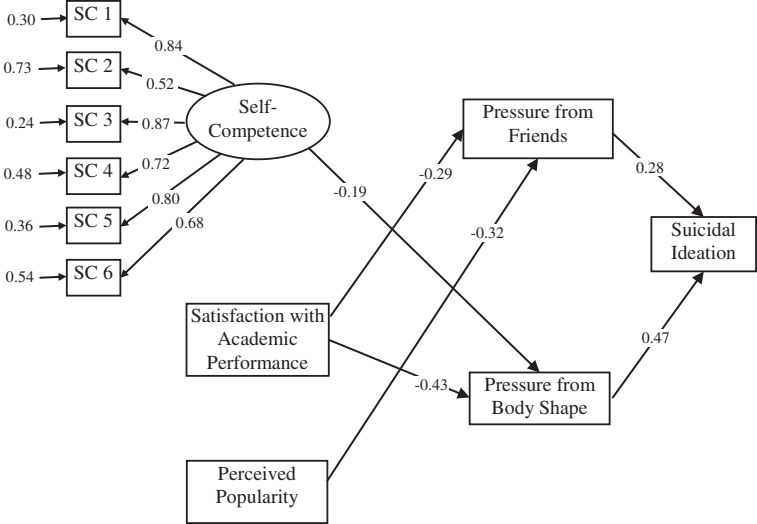 0.30
SC 1
0.84
0.73
SC 2
0.52
Self-
Competence
0.24
SC 3
0.87
0.48
SC 4
0.72
0.36
SC 5
0.80
0.54
SC 6
0.68
-0.19
Pressure from
Friends
-0.29
-0.32
0.28
Suicidal
Ideation
Satisfaction with
Academic
Performance
-0.43
0.47
Pressure from
Body Shape
Perceived
Popularity